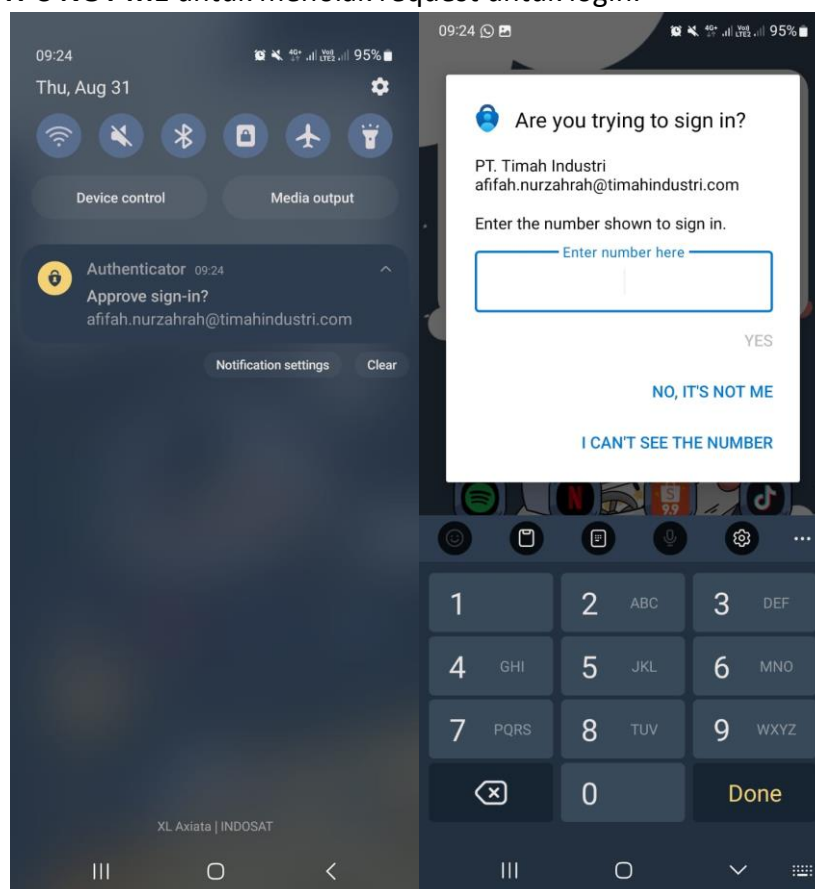 untuk menolak request untuk login.
09:24
95%
Thu, Aug 31
Device control
Media output
Authenticator 09:24
Approve sign-in?
afifah.nurzahrah@timahindustri.com
Notification settings
Clear
XL Axiata | INDOSAT
09:24
95%
Are you trying to sign in?
PT. Timah Industri
afifah.nurzahrah@timahindustri.com
Enter the number shown to sign in.
Enter number here
YES
NO, IT'S NOT ME
I CAN'T SEE THE NUMBER
S
9.9
1
2 ABC
3 DEF
4 GHI
5 JKL
6 MNO
7 PQRS
8 TUV
9 WXYZ
0
Done